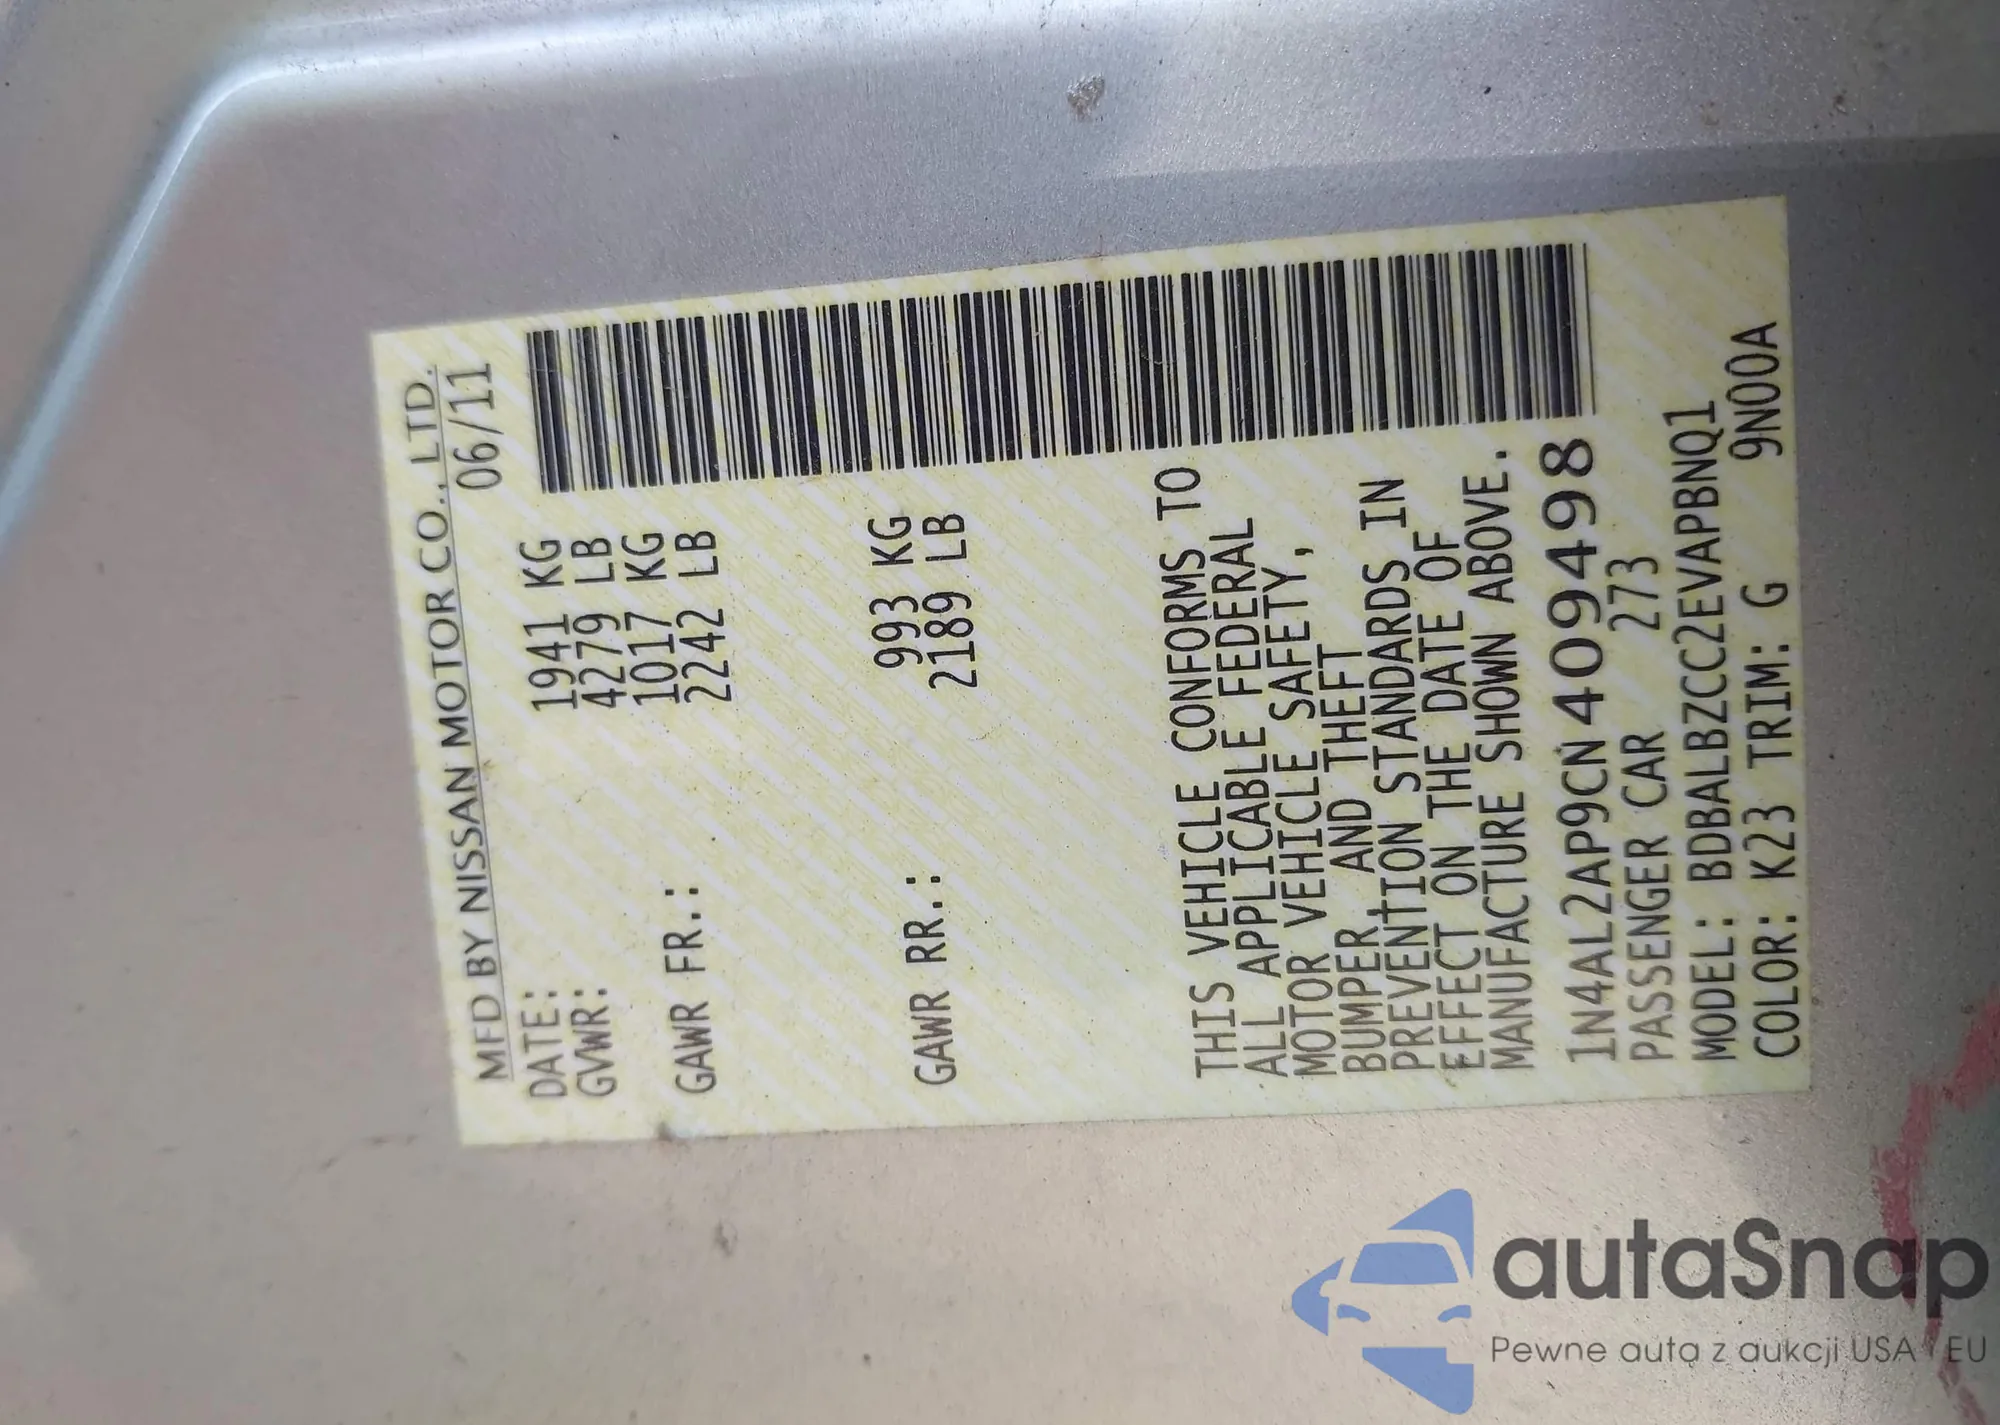 MFD BY NISSAN MOTOR CO., LTD.
DATE: 06/11
GVWR: 1941 KG
4279 LB
GAWR FR.: 1017 KG
2242 LB
GAWR RR.: 993 KG
2189 LB
THIS VEHICLE CONFORMS TO
ALL APPLICABLE FEDERAL
MOTOR VEHICLE SAFETY,
BUMPER, AND THEFT
PREVENTION STANDARDS IN
EFFECT ON THE DATE OF
MANUFACTURE SHOWN ABOVE.
1N4AL2AP9CN409498
PASSENGER CAR 273
MODEL: BDBALBZCC2EVAPBNQ1
COLOR: K23 TRIM: G 9N00A
autaSnap
Pewne auta z aukcji USA i EU